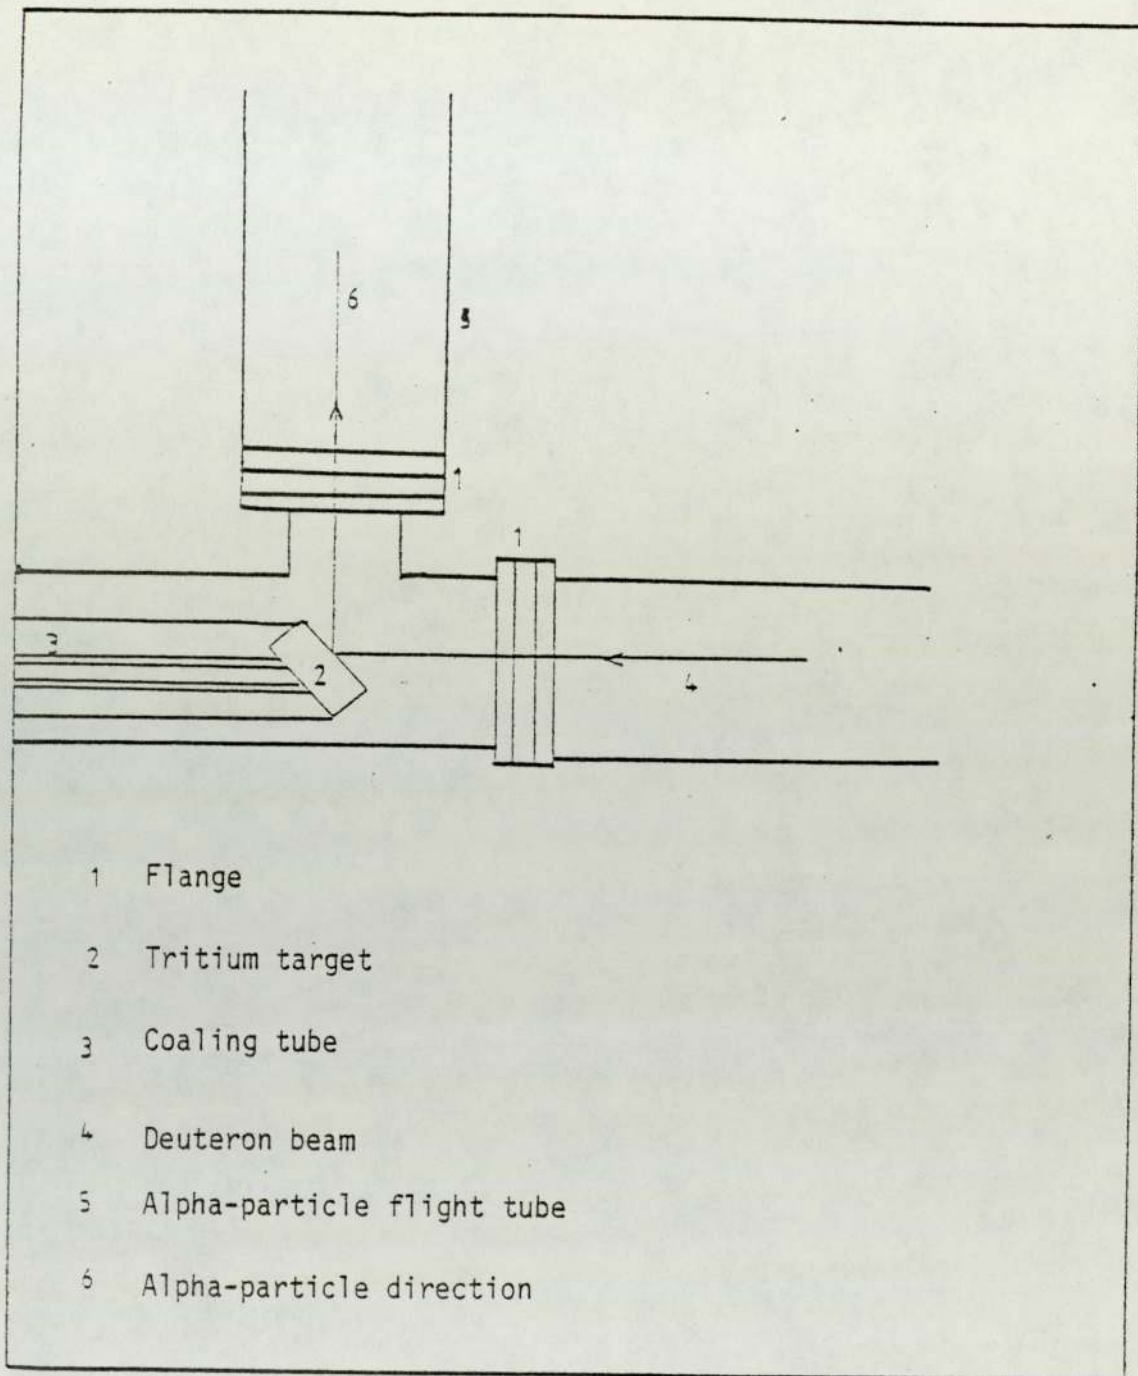 6
5
1
1
3
2
4
1 Flange
2 Tritium target
3 Coaling tube
4 Deuteron beam
5 Alpha-particle flight tube
6 Alpha-particle direction